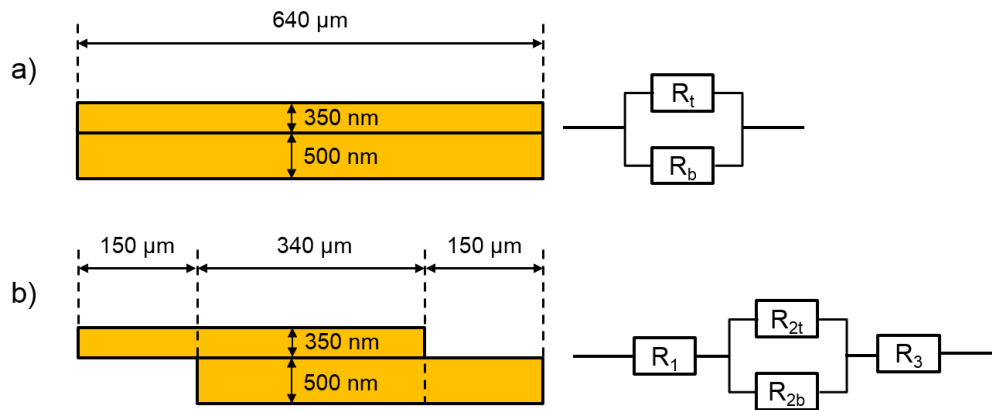 640 µm
a)
350 nm
500 nm
Rt
Rb
150 µm 340 µm 150 µm
b)
350 nm
500 nm
R1
R2t
R2b
R3